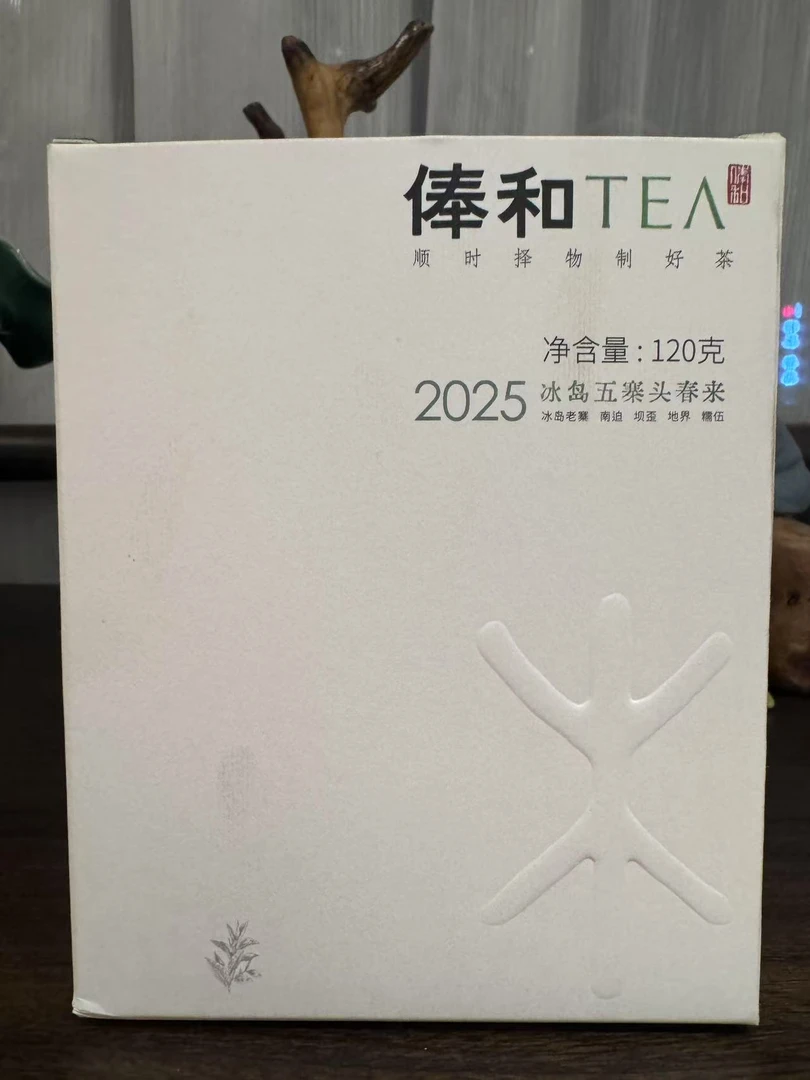 俸和TEA
顺时择物制好茶
净含量：120克
2025 冰岛五寨头春来
冰岛老寨 南迫 坝歪 地界 糯伍